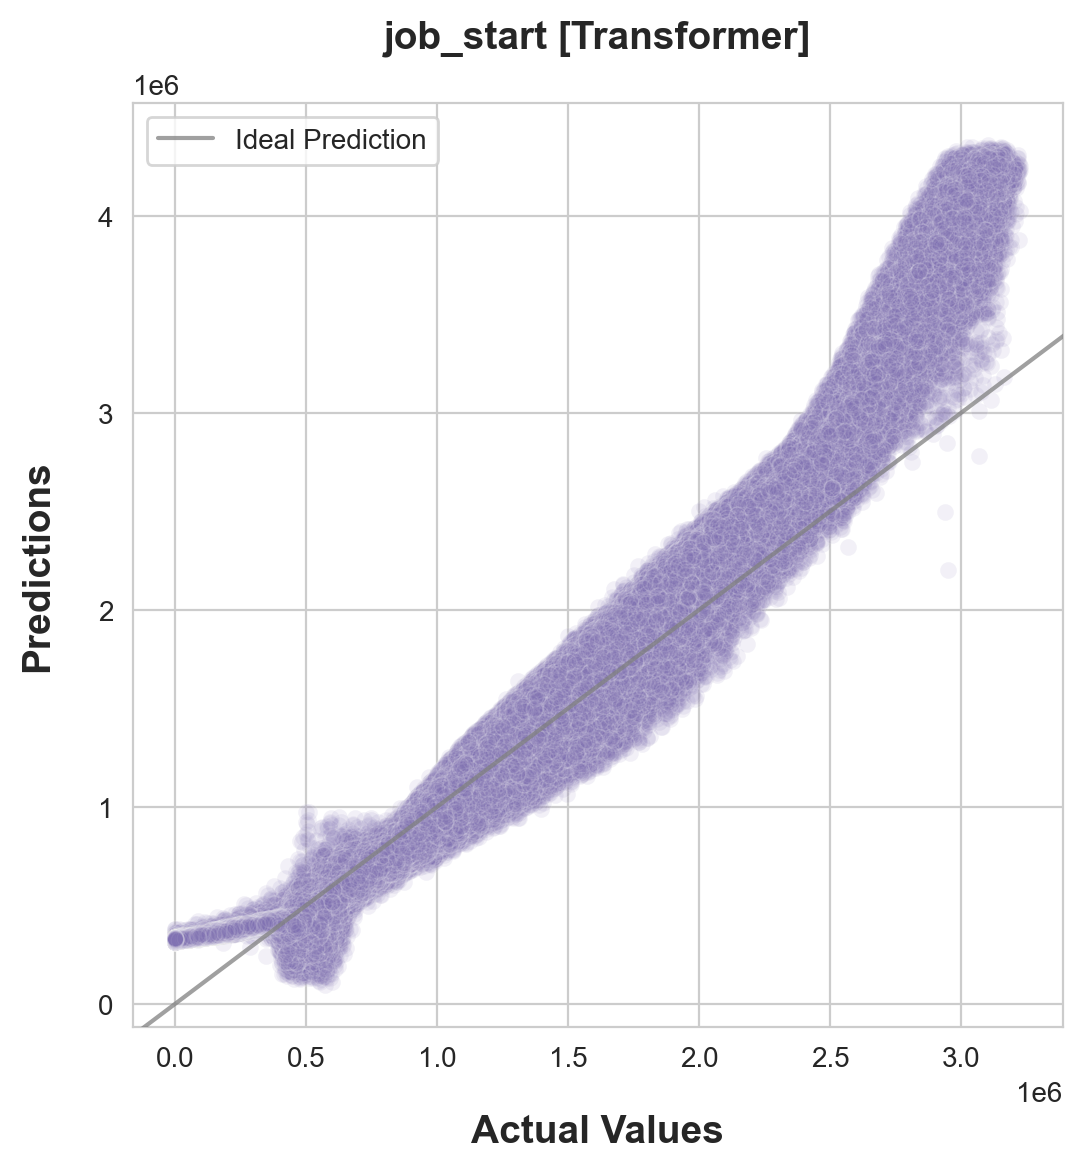 job_start [Transformer]
1e6
Ideal Prediction
4
3
2
1
0
Predictions
0.0 0.5 1.0 1.5 2.0 2.5 3.0
1e6
Actual Values